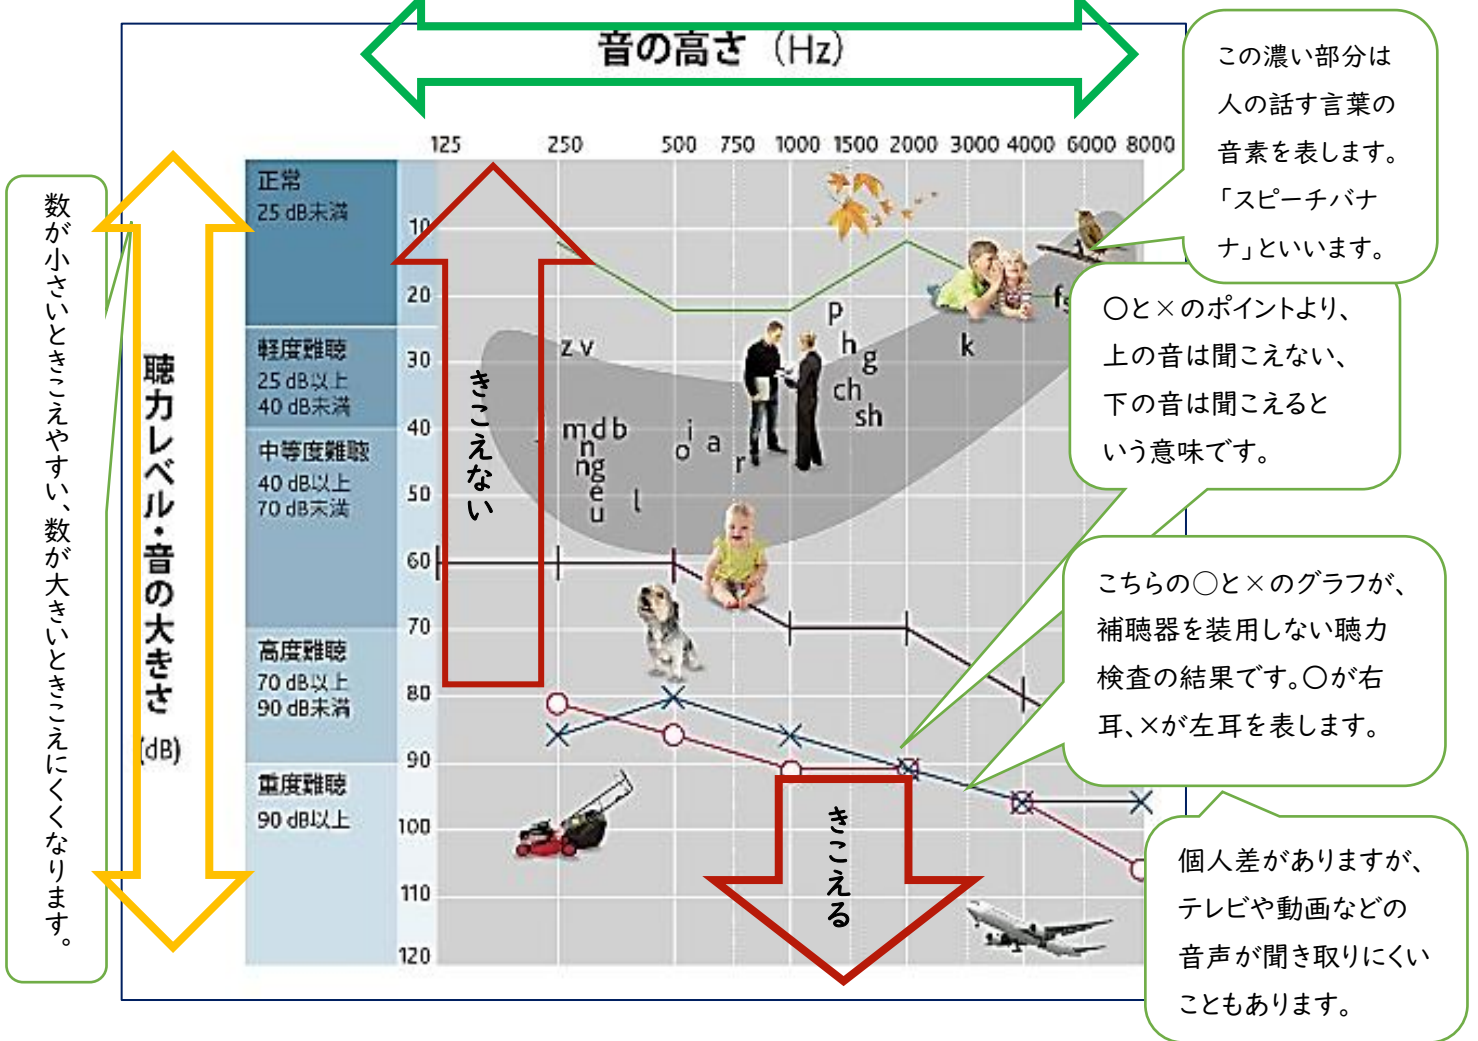 音の高さ（Hz）
125 250 500 750 1000 1500 2000 3000 4000 6000 8000
数が小さいときこえやすい、数が大きいときこえにくくなります。
聴力レベル・音の大きさ
(dB)
正常
25 dB未満
軽度難聴
25 dB以上
40 dB未満
中等度難聴
40 dB以上
70 dB未満
高度難聴
70 dB以上
90 dB未満
重度難聴
90 dB以上
10
20
30
40
50
60
70
80
90
100
110
120
きこえない
z v
m d b
n
ng
e
u
l
i
o
a
r
p
h
g
ch
sh
k
f
s
きこえる
この濃い部分は
人の話す言葉の
音素を表します。
「スピーチバナ
ナ」といいます。
〇と×のポイントより、
上の音は聞こえない、
下の音は聞こえると
いう意味です。
こちらの〇と×のグラフが、
補聴器を装用しない聴力
検査の結果です。〇が右
耳、×が左耳を表します。
個人差がありますが、
テレビや動画などの
音声が聞き取りにくい
こともあります。